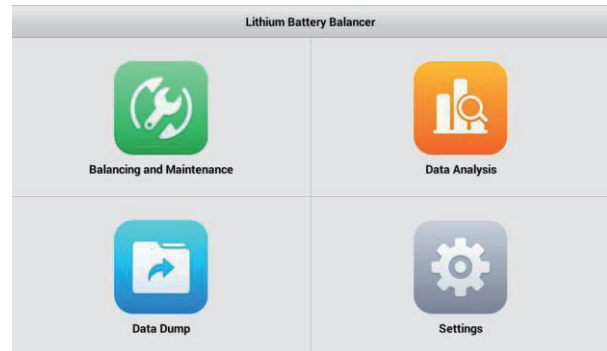 Lithium Battery Balancer
Balancing and Maintenance
Data Analysis
Data Dump
Settings